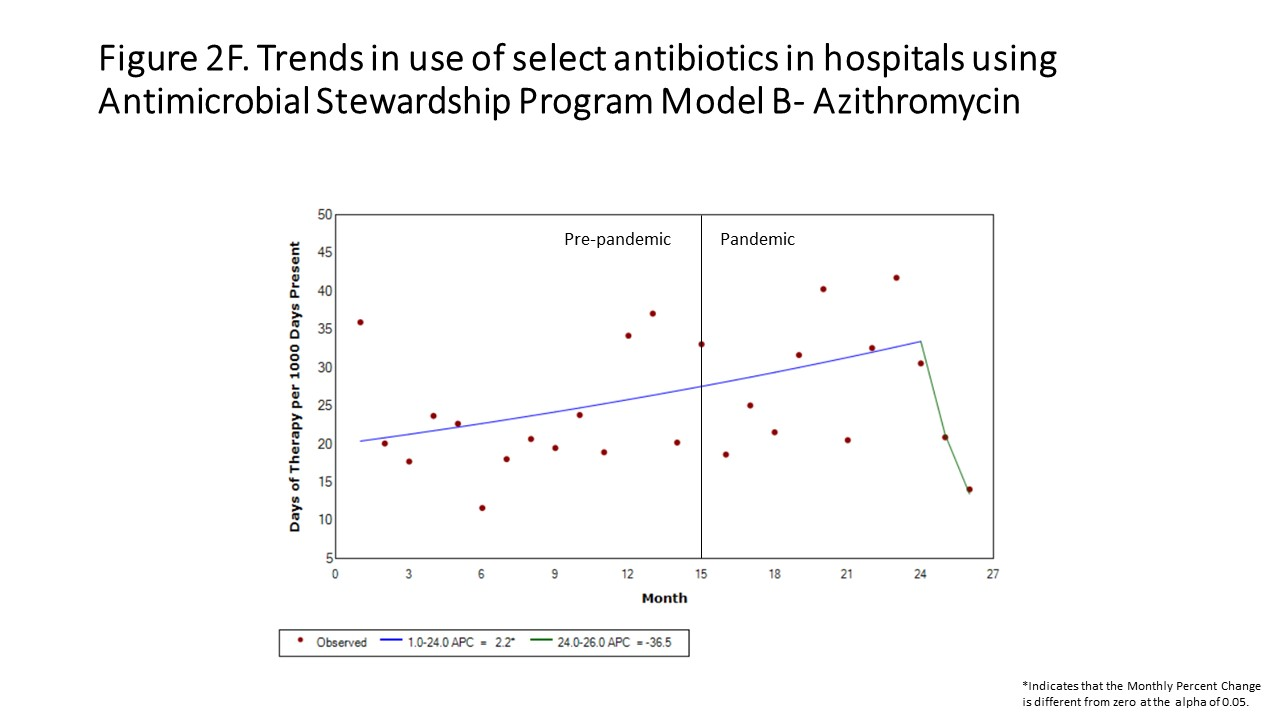 Figure 2F. Trends in use of select antibiotics in hospitals using
Antimicrobial Stewardship Program Model B- Azithromycin
Pre-pandemic
Pandemic
Days of Therapy per 1000 Days Present
50
45
40
35
30
25
20
15
10
5
0 3 6 9 12 15 18 21 24 27
Month
Observed 1.0-24.0 APC = 2.2* 24.0-26.0 APC = -36.5
*Indicates that the Monthly Percent Change
is different from zero at the alpha of 0.05.